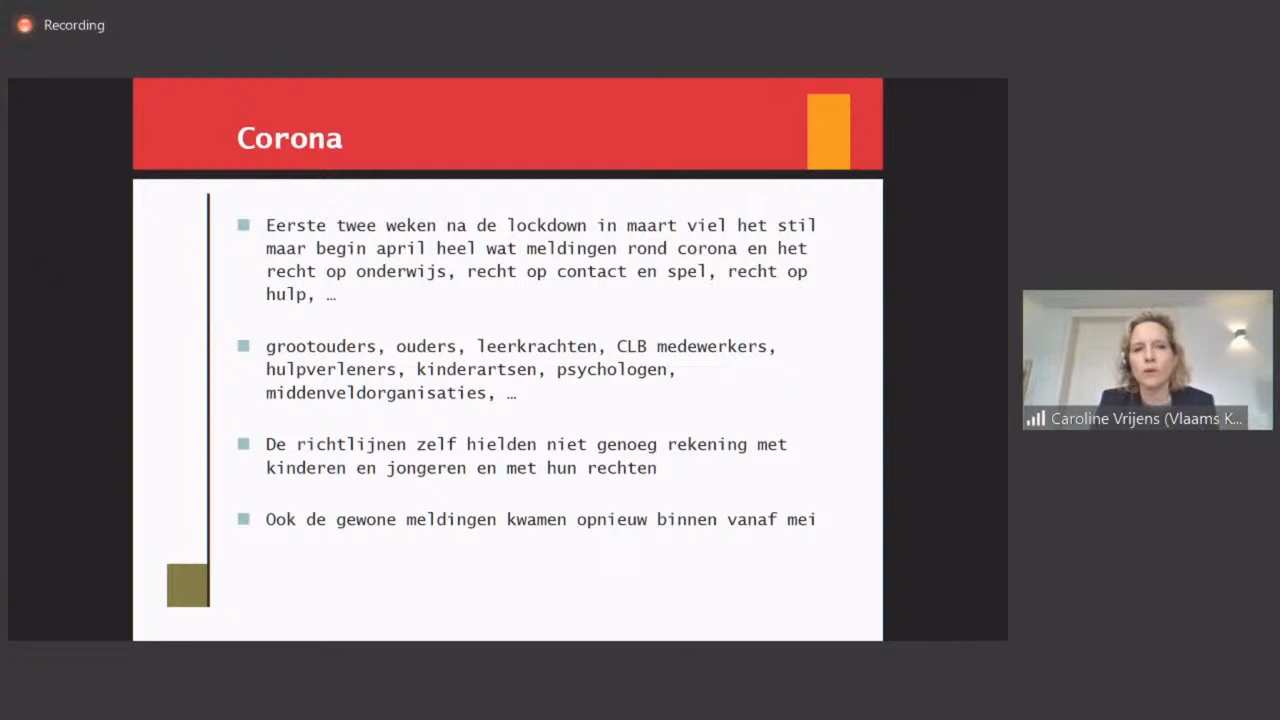 Recording
Corona
Eerste twee weken na de lockdown in maart viel het stil
maar begin april heel wat meldingen rond corona en het
recht op onderwijs, recht op contact en spel, recht op
hulp, …
grootouders, ouders, leerkrachten, CLB medewerkers,
hulpverleners, kinderartsen, psychologen,
middenveldorganisaties, …
De richtlijnen zelf hielden niet genoeg rekening met
kinderen en jongeren en met hun rechten
Ook de gewone meldingen kwamen opnieuw binnen vanaf mei
Caroline Vrijens (Vlaams K...